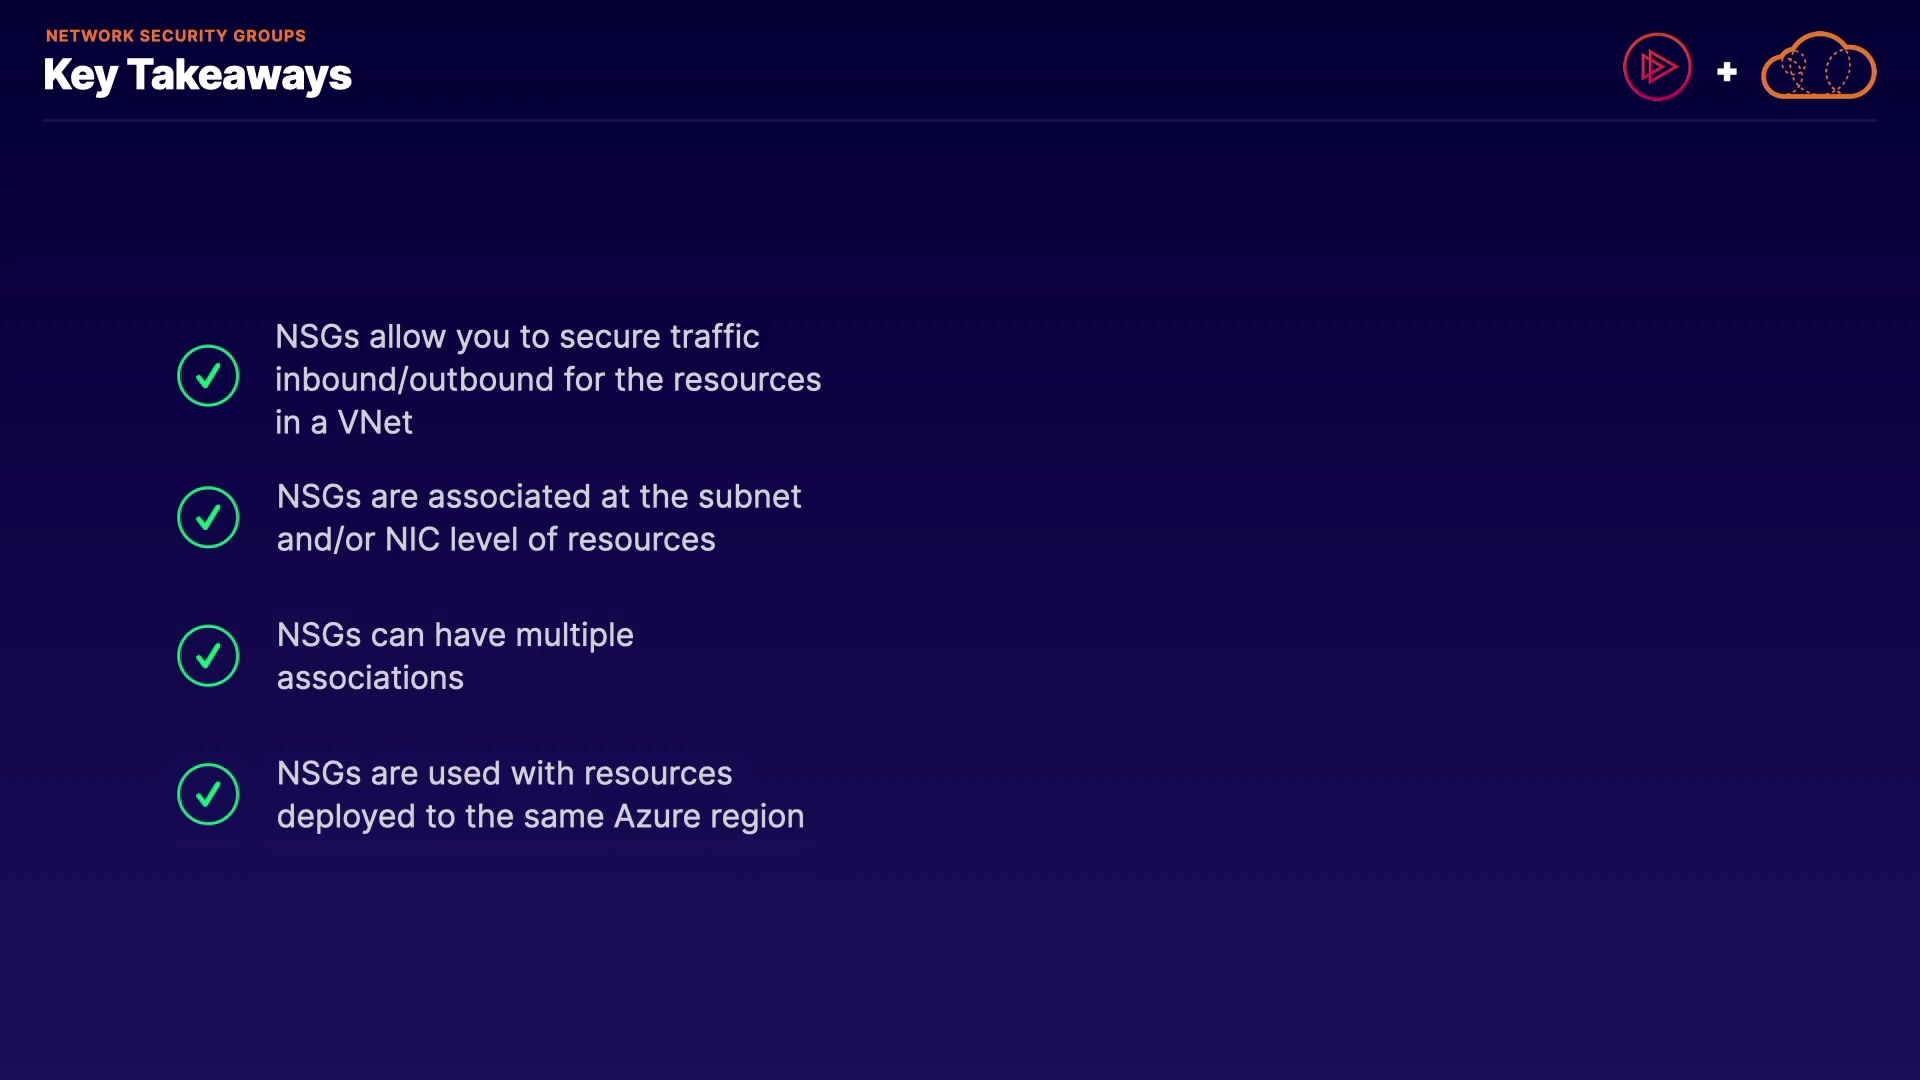 NETWORK SECURITY GROUPS
Key Takeaways
NSGs allow you to secure traffic
inbound/outbound for the resources
in a VNet
NSGs are associated at the subnet
and/or NIC level of resources
NSGs can have multiple
associations
NSGs are used with resources
deployed to the same Azure region